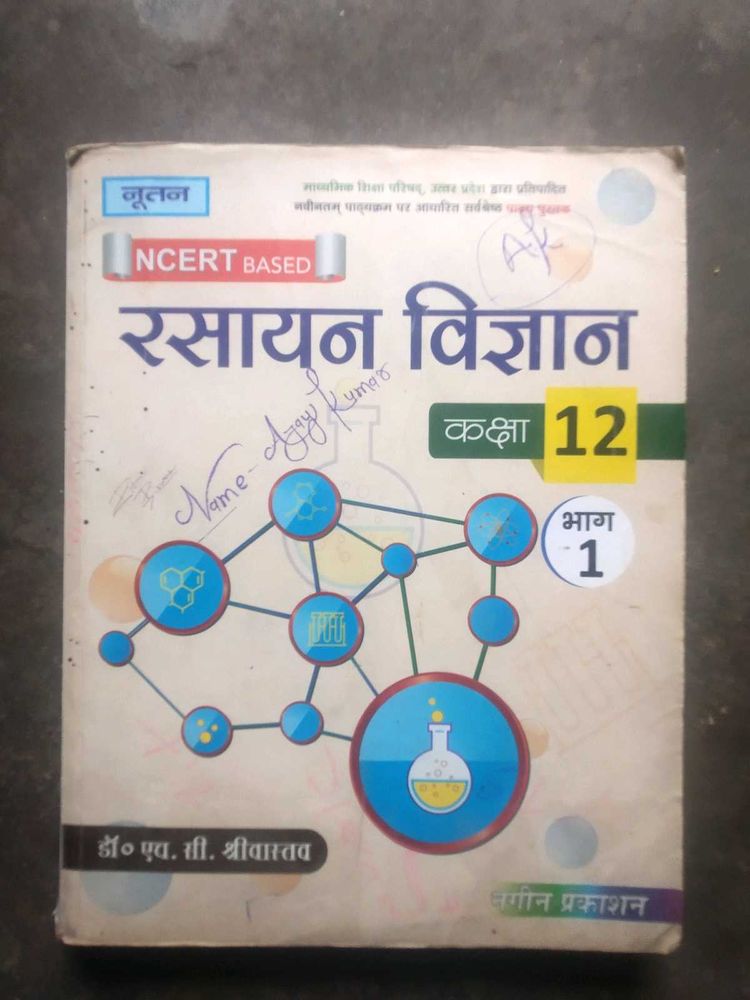 नूतन
माध्यमिक शिक्षा परिषद्, उत्तर प्रदेश द्वारा प्रतिपादित
नवीनतम् पाठ्यक्रम पर आधारित सर्वश्रेष्ठ पाठ्य पुस्तक
AK
NCERT BASED
रसायन विज्ञान
कक्षा 12
Name - Ajay Kumar
भाग
1
डॉ० एच. सी. श्रीवास्तव
नगीन प्रकाशन